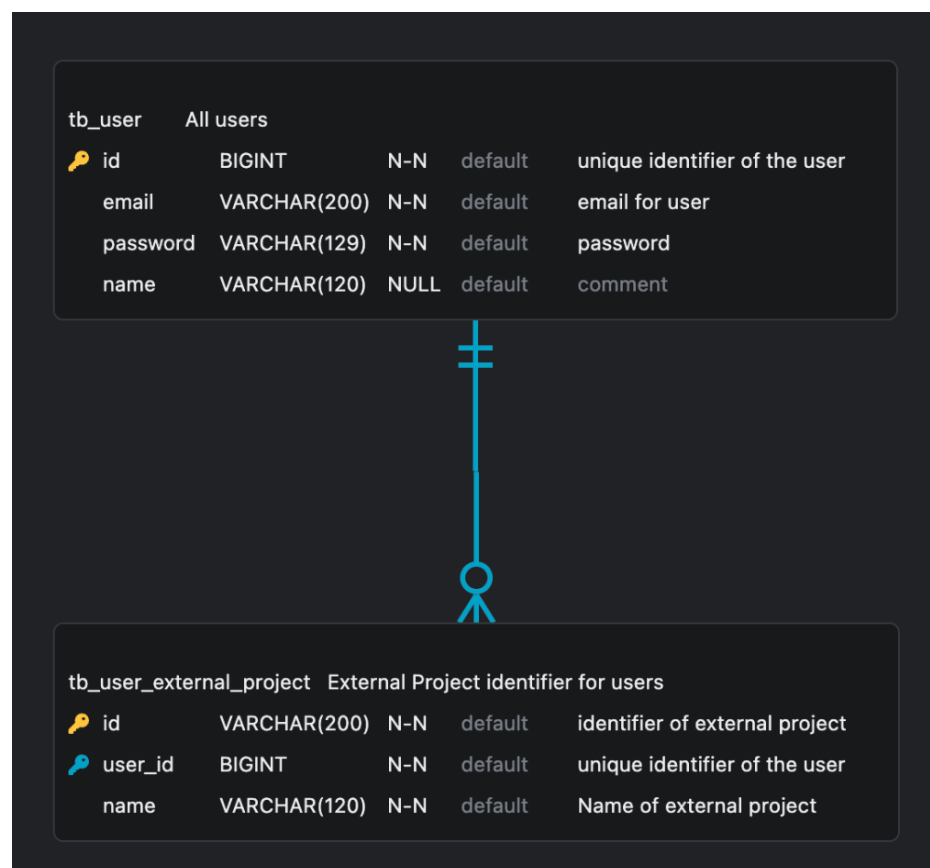 tb_user All users
id BIGINT N-N default unique identifier of the user
email VARCHAR(200) N-N default email for user
password VARCHAR(129) N-N default password
name VARCHAR(120) NULL default comment
tb_user_external_project External Project identifier for users
id VARCHAR(200) N-N default identifier of external project
user_id BIGINT N-N default unique identifier of the user
name VARCHAR(120) N-N default Name of external project